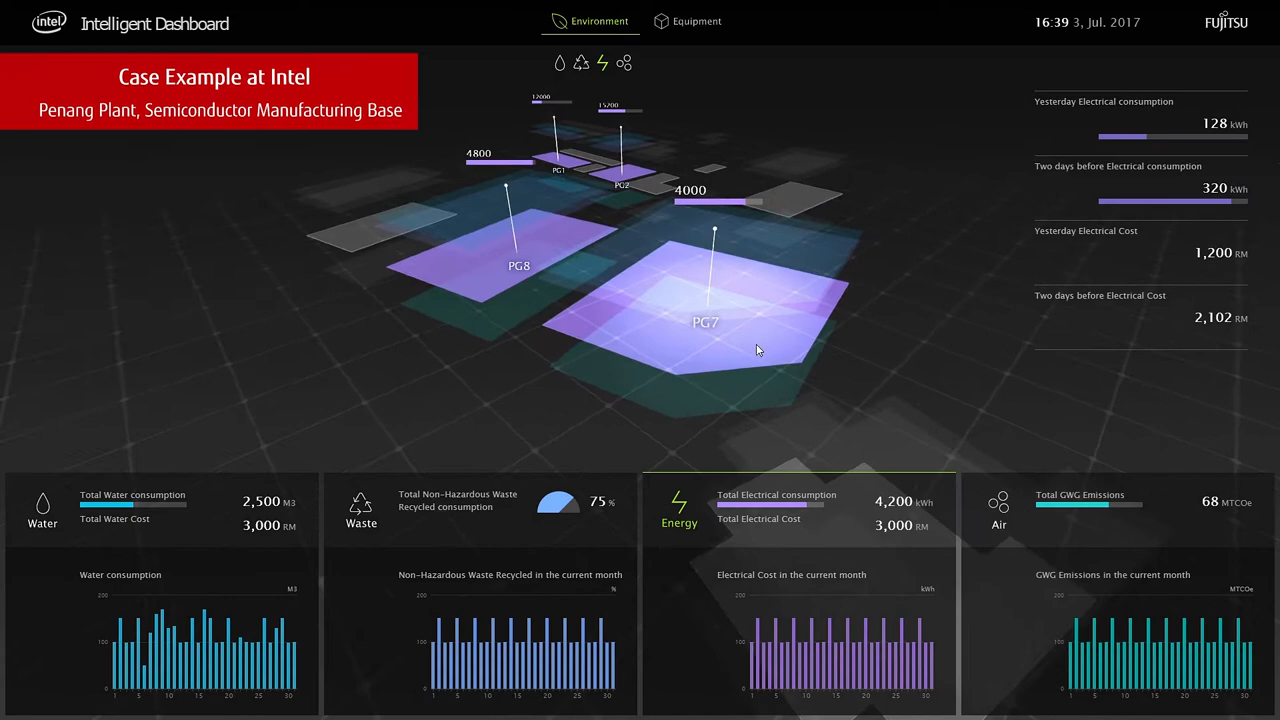 intel Intelligent Dashboard
Environment
Equipment
16:39 3, Jul. 2017
FUJITSU
Case Example at Intel
Penang Plant, Semiconductor Manufacturing Base
12000
15200
4800
PG1
PG2
4000
PG8
PG7
Yesterday Electrical consumption
128 kWh
Two days before Electrical consumption
320 kWh
Yesterday Electrical Cost
1,200 RM
Two days before Electrical Cost
2,102 RM
Water
Total Water consumption
2,500 M3
Total Water Cost
3,000 RM
Water consumption
M3
200
100
0
1 5 10 15 20 25 30
Waste
Total Non-Hazardous Waste
Recycled consumption
75 %
Non-Hazardous Waste Recycled in the current month
%
200
100
0
1 5 10 15 20 25 30
Energy
Total Electrical consumption
4,200 kWh
Total Electrical Cost
3,000 RM
Electrical Cost in the current month
kWh
200
100
0
1 5 10 15 20 25 30
Air
Total GWG Emissions
68 MTCOe
GWG Emissions in the current month
MTCOe
200
100
0
1 5 10 15 20 25 30